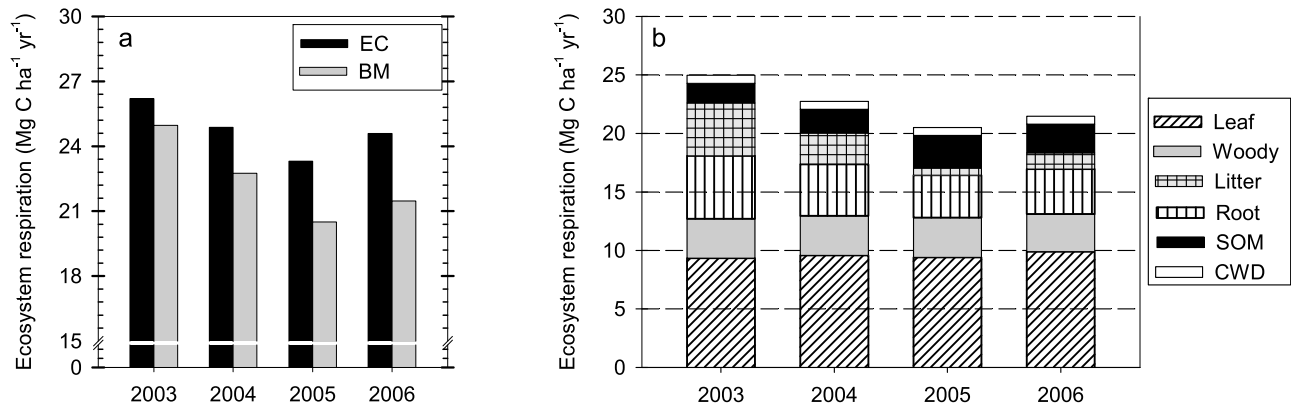 a
EC
BM
Ecosystem respiration (Mg C ha⁻¹ yr⁻¹)
30
27
24
21
18
15
0
2003 2004 2005 2006
b
Ecosystem respiration (Mg C ha⁻¹ yr⁻¹)
30
25
20
15
10
5
0
2003 2004 2005 2006
Leaf
Woody
Litter
Root
SOM
CWD